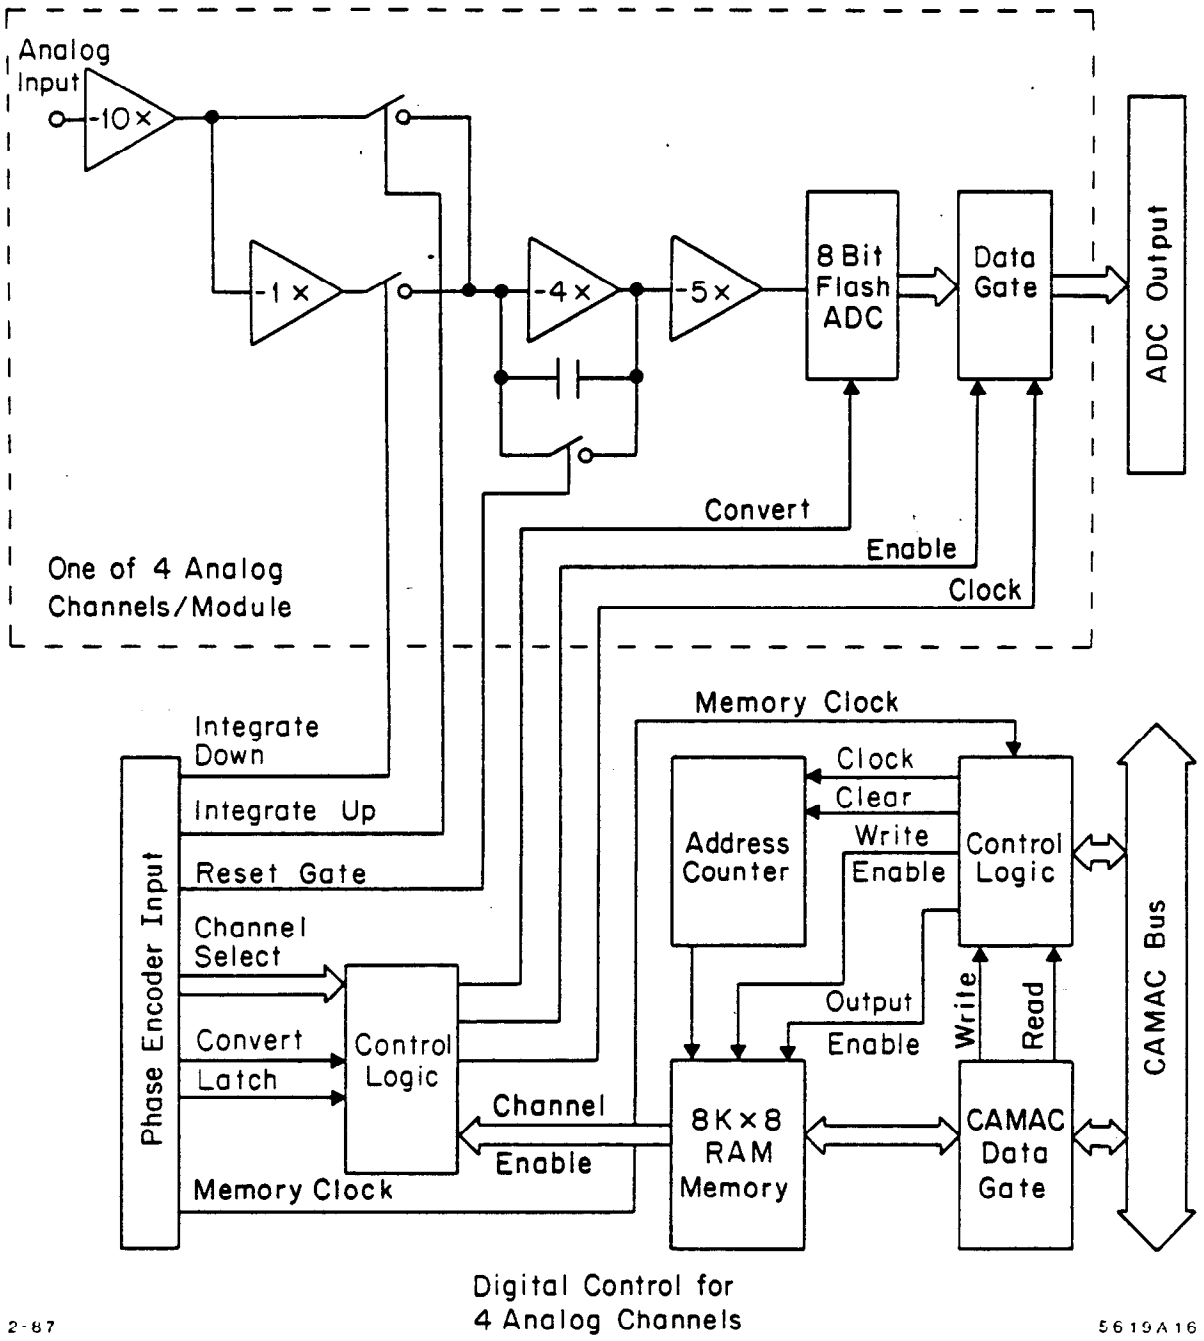 Analog
Input
-10×
-1×
-4×
-5×
8 Bit
Flash
ADC
Data
Gate
ADC Output
Convert
Enable
Clock
One of 4 Analog
Channels/Module
Integrate
Down
Integrate Up
Reset Gate
Channel
Select
Convert
Latch
Memory Clock
Phase Encoder Input
Control
Logic
Channel
Enable
Memory Clock
Clock
Clear
Write
Enable
Address
Counter
Control
Logic
Output
Enable
Write
Read
8K×8
RAM
Memory
CAMAC
Data
Gate
CAMAC Bus
Digital Control for
4 Analog Channels
2-87
5619A16